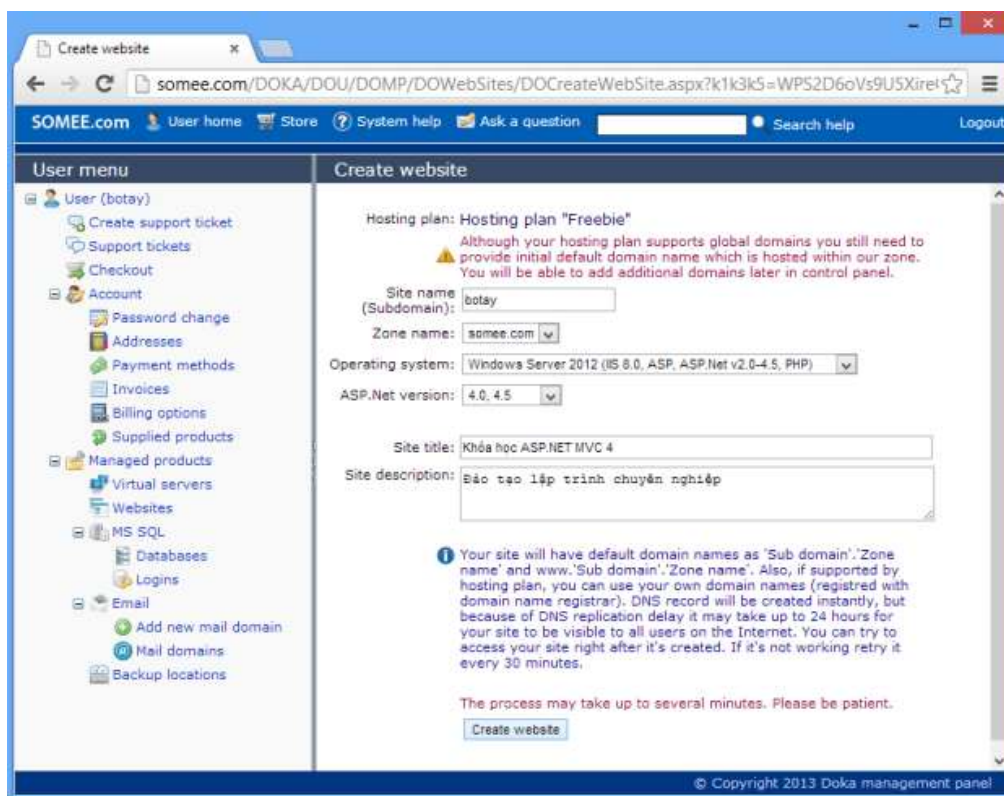 Create website
someе.com/DOKA/DOU/DOMP/DOWebSites/DOCreateWebSite.aspx?k1k3k5=WPS2D6oVs9U5Xire
SOMEE.com User home Store System help Ask a question Search help Logout
User menu
User (botay)
Create support ticket
Support tickets
Checkout
Account
Password change
Addresses
Payment methods
Invoices
Billing options
Supplied products
Managed products
Virtual servers
Websites
MS SQL
Databases
Logins
Email
Add new mail domain
Mail domains
Backup locations
Create website
Hosting plan: Hosting plan "Freebie"
Although your hosting plan supports global domains you still need to
provide initial default domain name which is hosted within our zone.
You will be able to add additional domains later in control panel.
Site name
(Subdomain): botay
Zone name: somee.com
Operating system: Windows Server 2012 (IIS 8.0, ASP, ASP.Net v2.0-4.5, PHP)
ASP.Net version: 4.0, 4.5
Site title: Khóa học ASP.NET MVC 4
Site description: Đào tạo lập trình chuyên nghiệp
Your site will have default domain names as 'Sub domain'.'Zone
name' and www.'Sub domain'.'Zone name'. Also, if supported by
hosting plan, you can use your own domain names (registred with
domain name registrar). DNS record will be created instantly, but
because of DNS replication delay it may take up to 24 hours for
your site to be visible to all users on the Internet. You can try to
access your site right after it's created. If it's not working retry it
every 30 minutes.
The process may take up to several minutes. Please be patient.
Create website
© Copyright 2013 Doka management panel